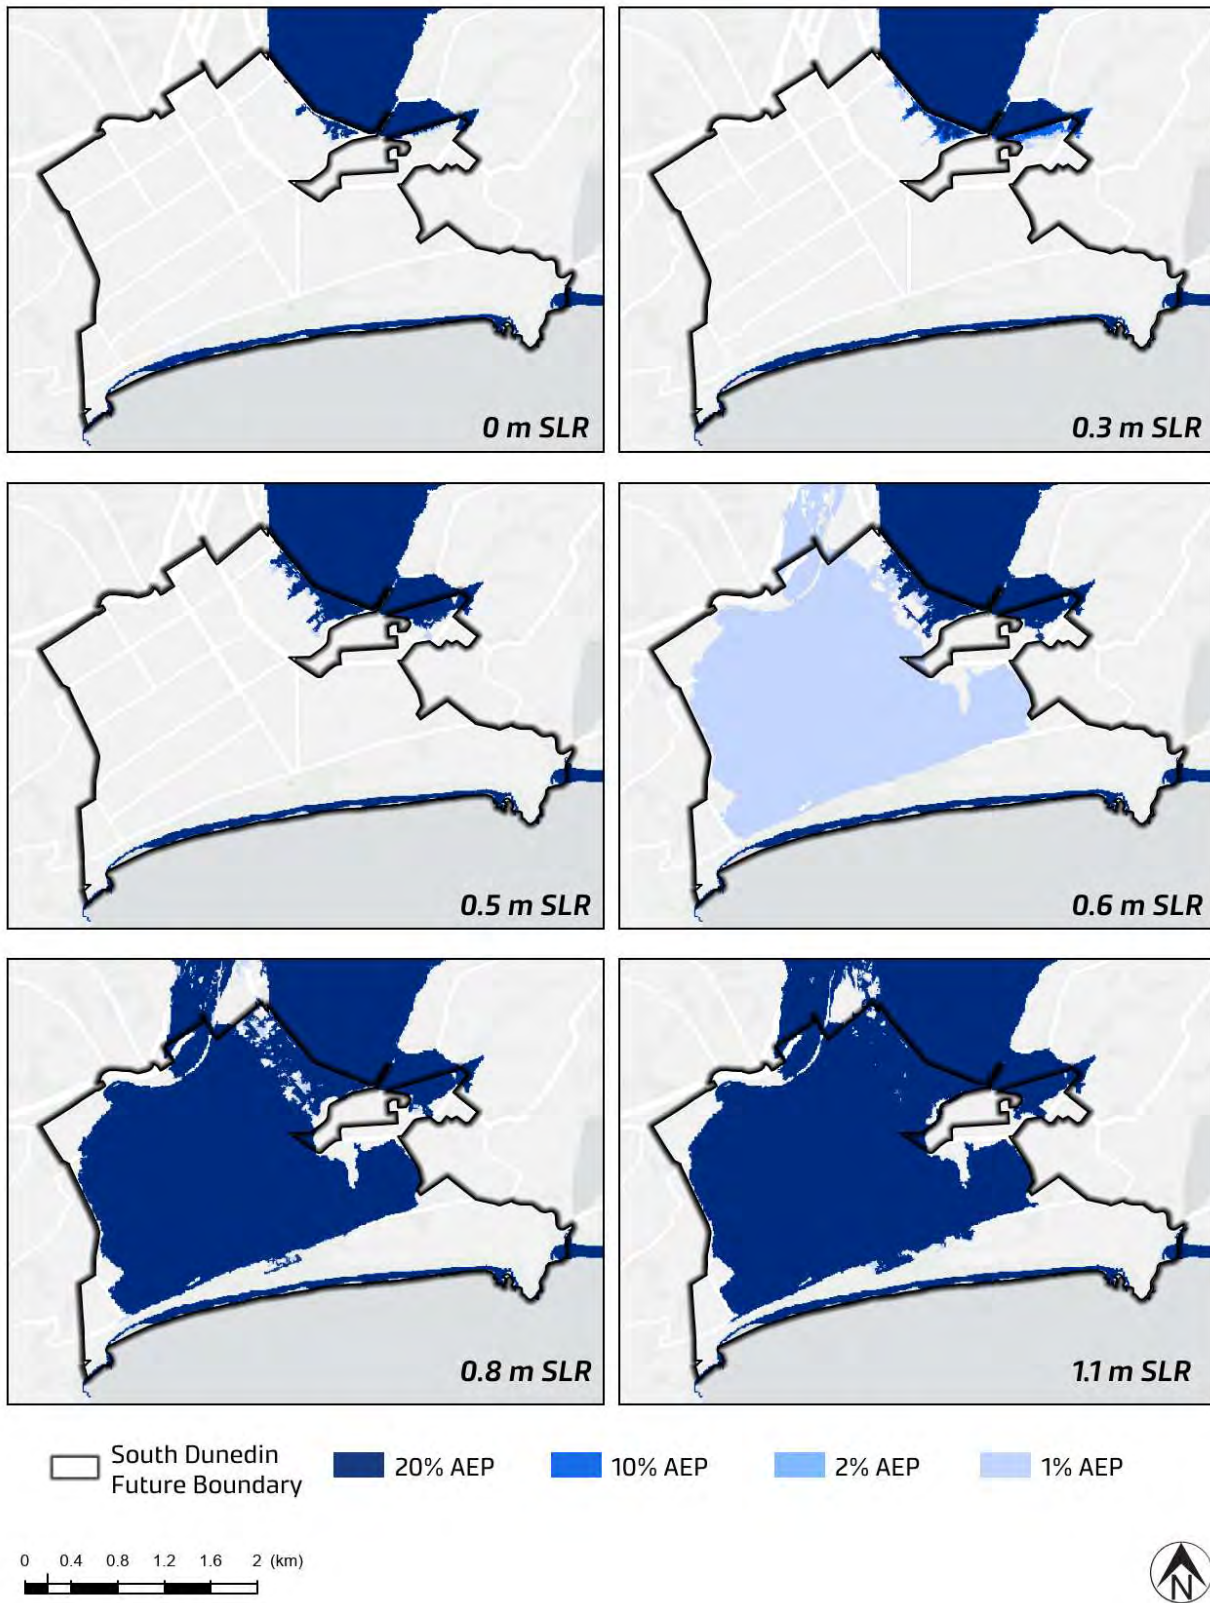 0 m SLR
0.3 m SLR
0.5 m SLR
0.6 m SLR
0.8 m SLR
1.1 m SLR
South Dunedin
Future Boundary
20% AEP
10% AEP
2% AEP
1% AEP
0 0.4 0.8 1.2 1.6 2 (km)
N